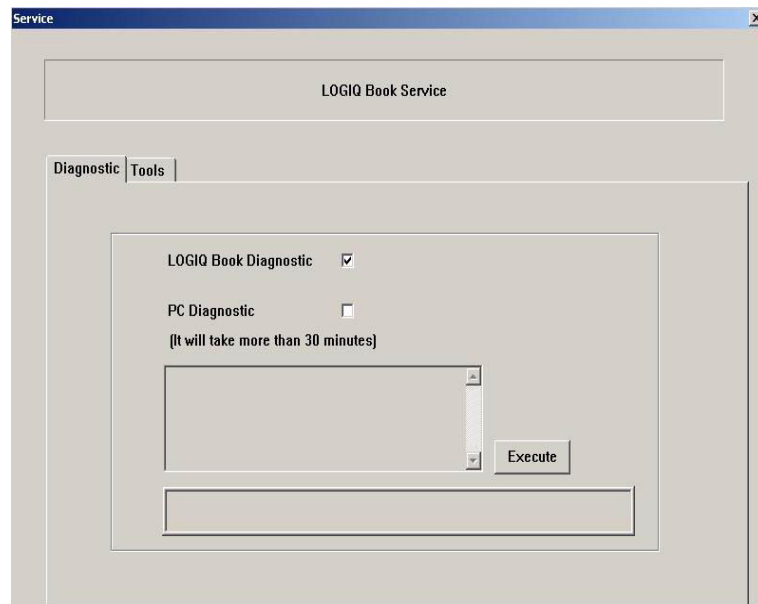 Service
LOGIQ Book Service
Diagnostic Tools
LOGIQ Book Diagnostic
PC Diagnostic
(It will take more than 30 minutes)
Execute